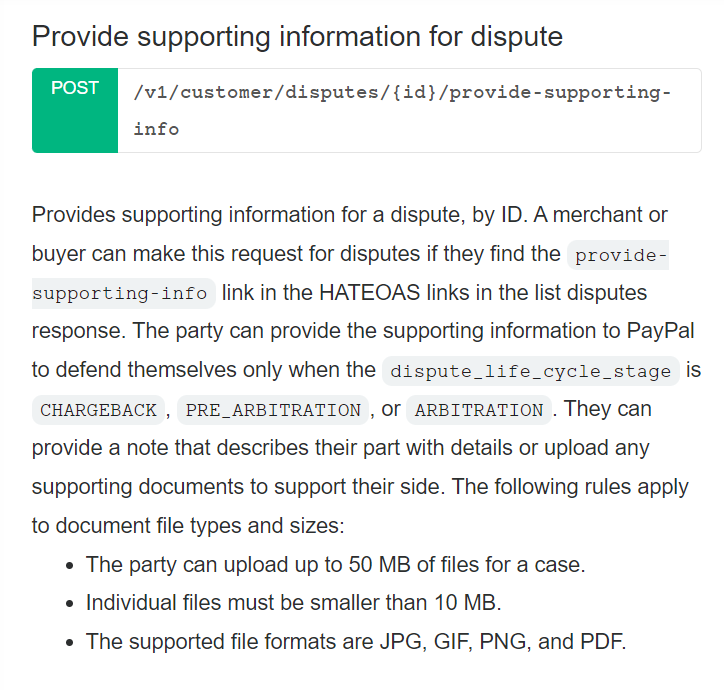 Provide supporting information for dispute
POST /v1/customer/disputes/{id}/provide-supporting-
info
Provides supporting information for a dispute, by ID. A merchant or
buyer can make this request for disputes if they find the provide-
supporting-info link in the HATEOAS links in the list disputes
response. The party can provide the supporting information to PayPal
to defend themselves only when the dispute_life_cycle_stage is
CHARGEBACK, PRE_ARBITRATION, or ARBITRATION. They can
provide a note that describes their part with details or upload any
supporting documents to support their side. The following rules apply
to document file types and sizes:
• The party can upload up to 50 MB of files for a case.
• Individual files must be smaller than 10 MB.
• The supported file formats are JPG, GIF, PNG, and PDF.